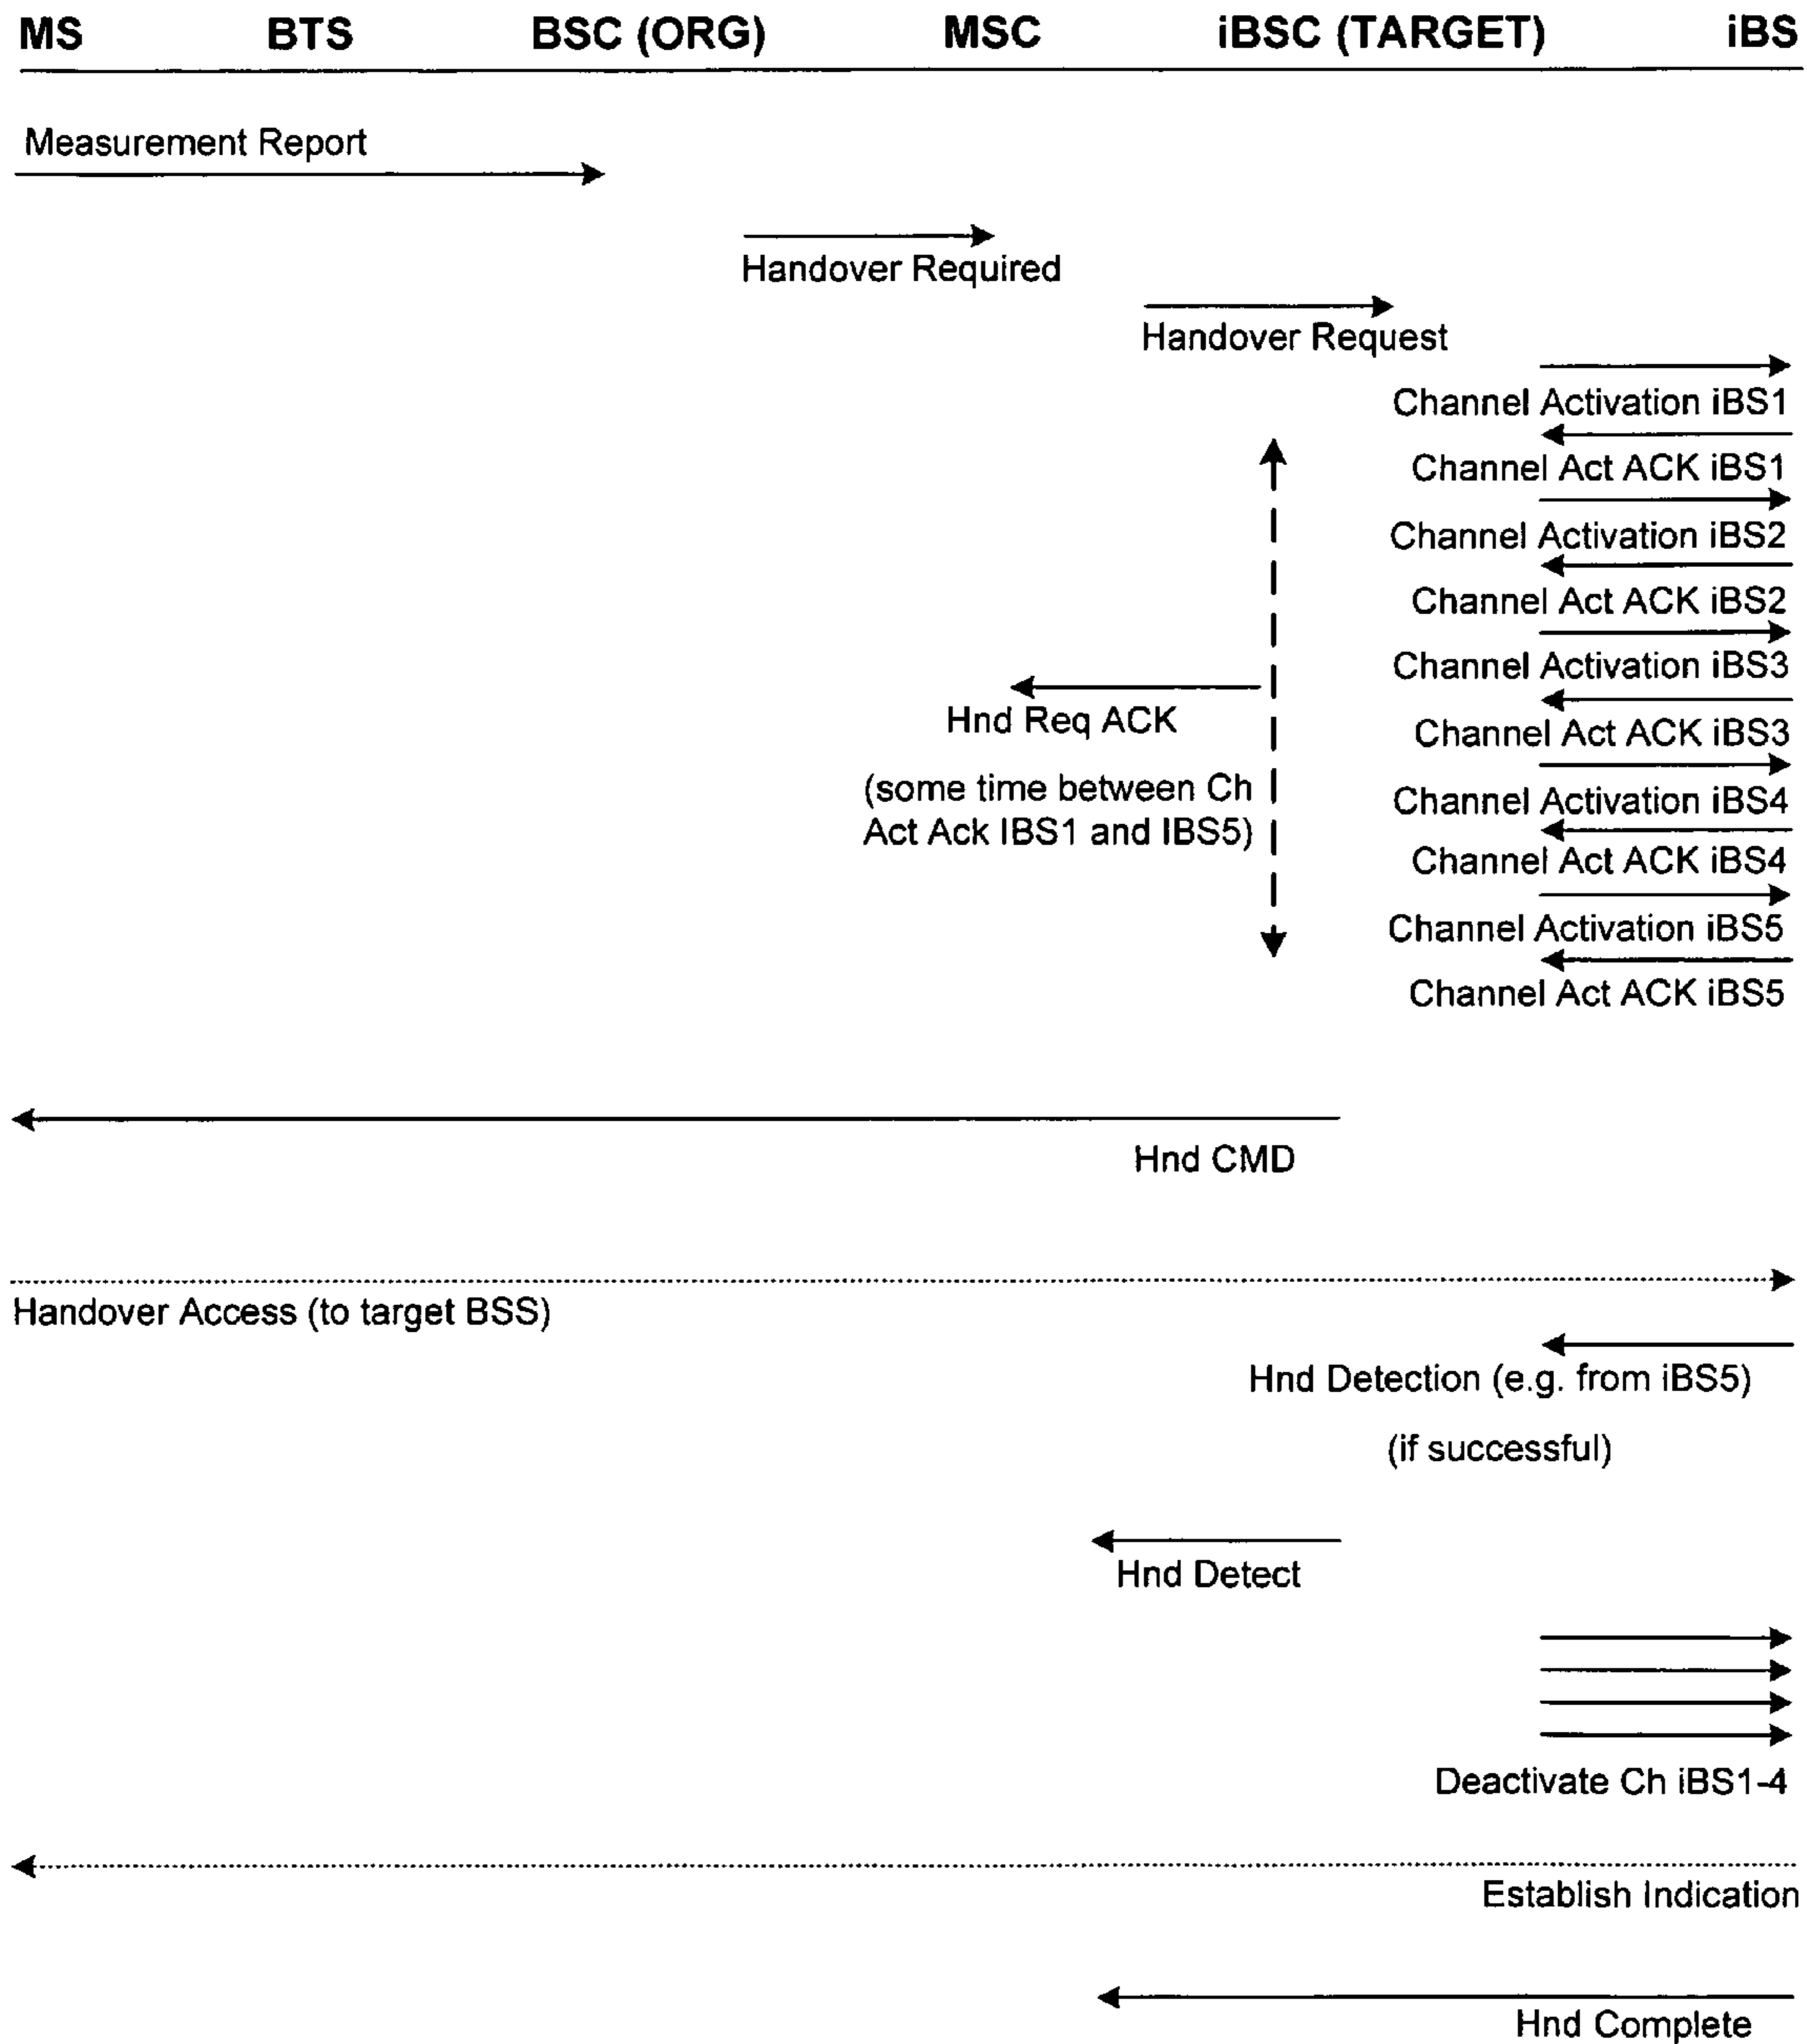 MS BTS BSC (ORG) MSC iBSC (TARGET) iBS
Measurement Report
Handover Required
Handover Request
Channel Activation iBS1
Channel Act ACK iBS1
Channel Activation iBS2
Channel Act ACK iBS2
Channel Activation iBS3
Hnd Req ACK
Channel Act ACK iBS3
(some time between Ch
Channel Activation iBS4
Act Ack IBS1 and IBS5)
Channel Act ACK iBS4
Channel Activation iBS5
Channel Act ACK iBS5
Hnd CMD
Handover Access (to target BSS)
Hnd Detection (e.g. from iBS5)
(if successful)
Hnd Detect
Deactivate Ch iBS1-4
Establish Indication
Hnd Complete